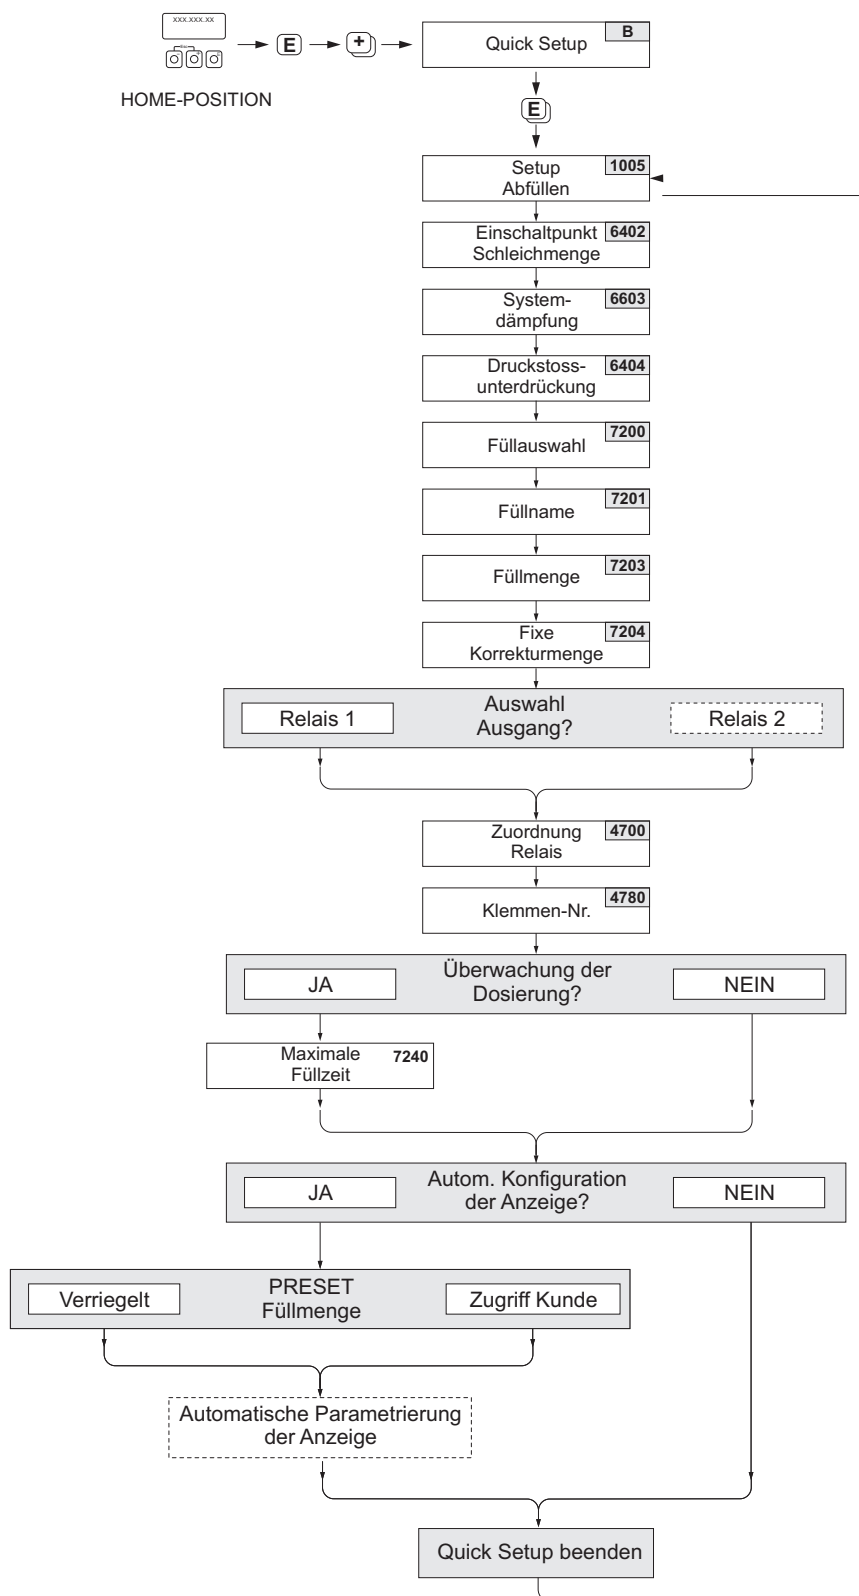 xxx.xxx.xx
Esc
E
+
Quick Setup
B
HOME-POSITION
E
Setup
Abfüllen
1005
Einschaltpunkt
Schleichmenge
6402
System-
dämpfung
6603
Druckstoss-
unterdrückung
6404
Füllauswahl
7200
Füllname
7201
Füllmenge
7203
Fixe
Korrekturmenge
7204
Relais 1
Auswahl
Ausgang?
Relais 2
Zuordnung
Relais
4700
Klemmen-Nr.
4780
JA
Überwachung der
Dosierung?
NEIN
Maximale
Füllzeit
7240
JA
Autom. Konfiguration
der Anzeige?
NEIN
Verriegelt
PRESET
Füllmenge
Zugriff Kunde
Automatische Parametrierung
der Anzeige
Quick Setup beenden